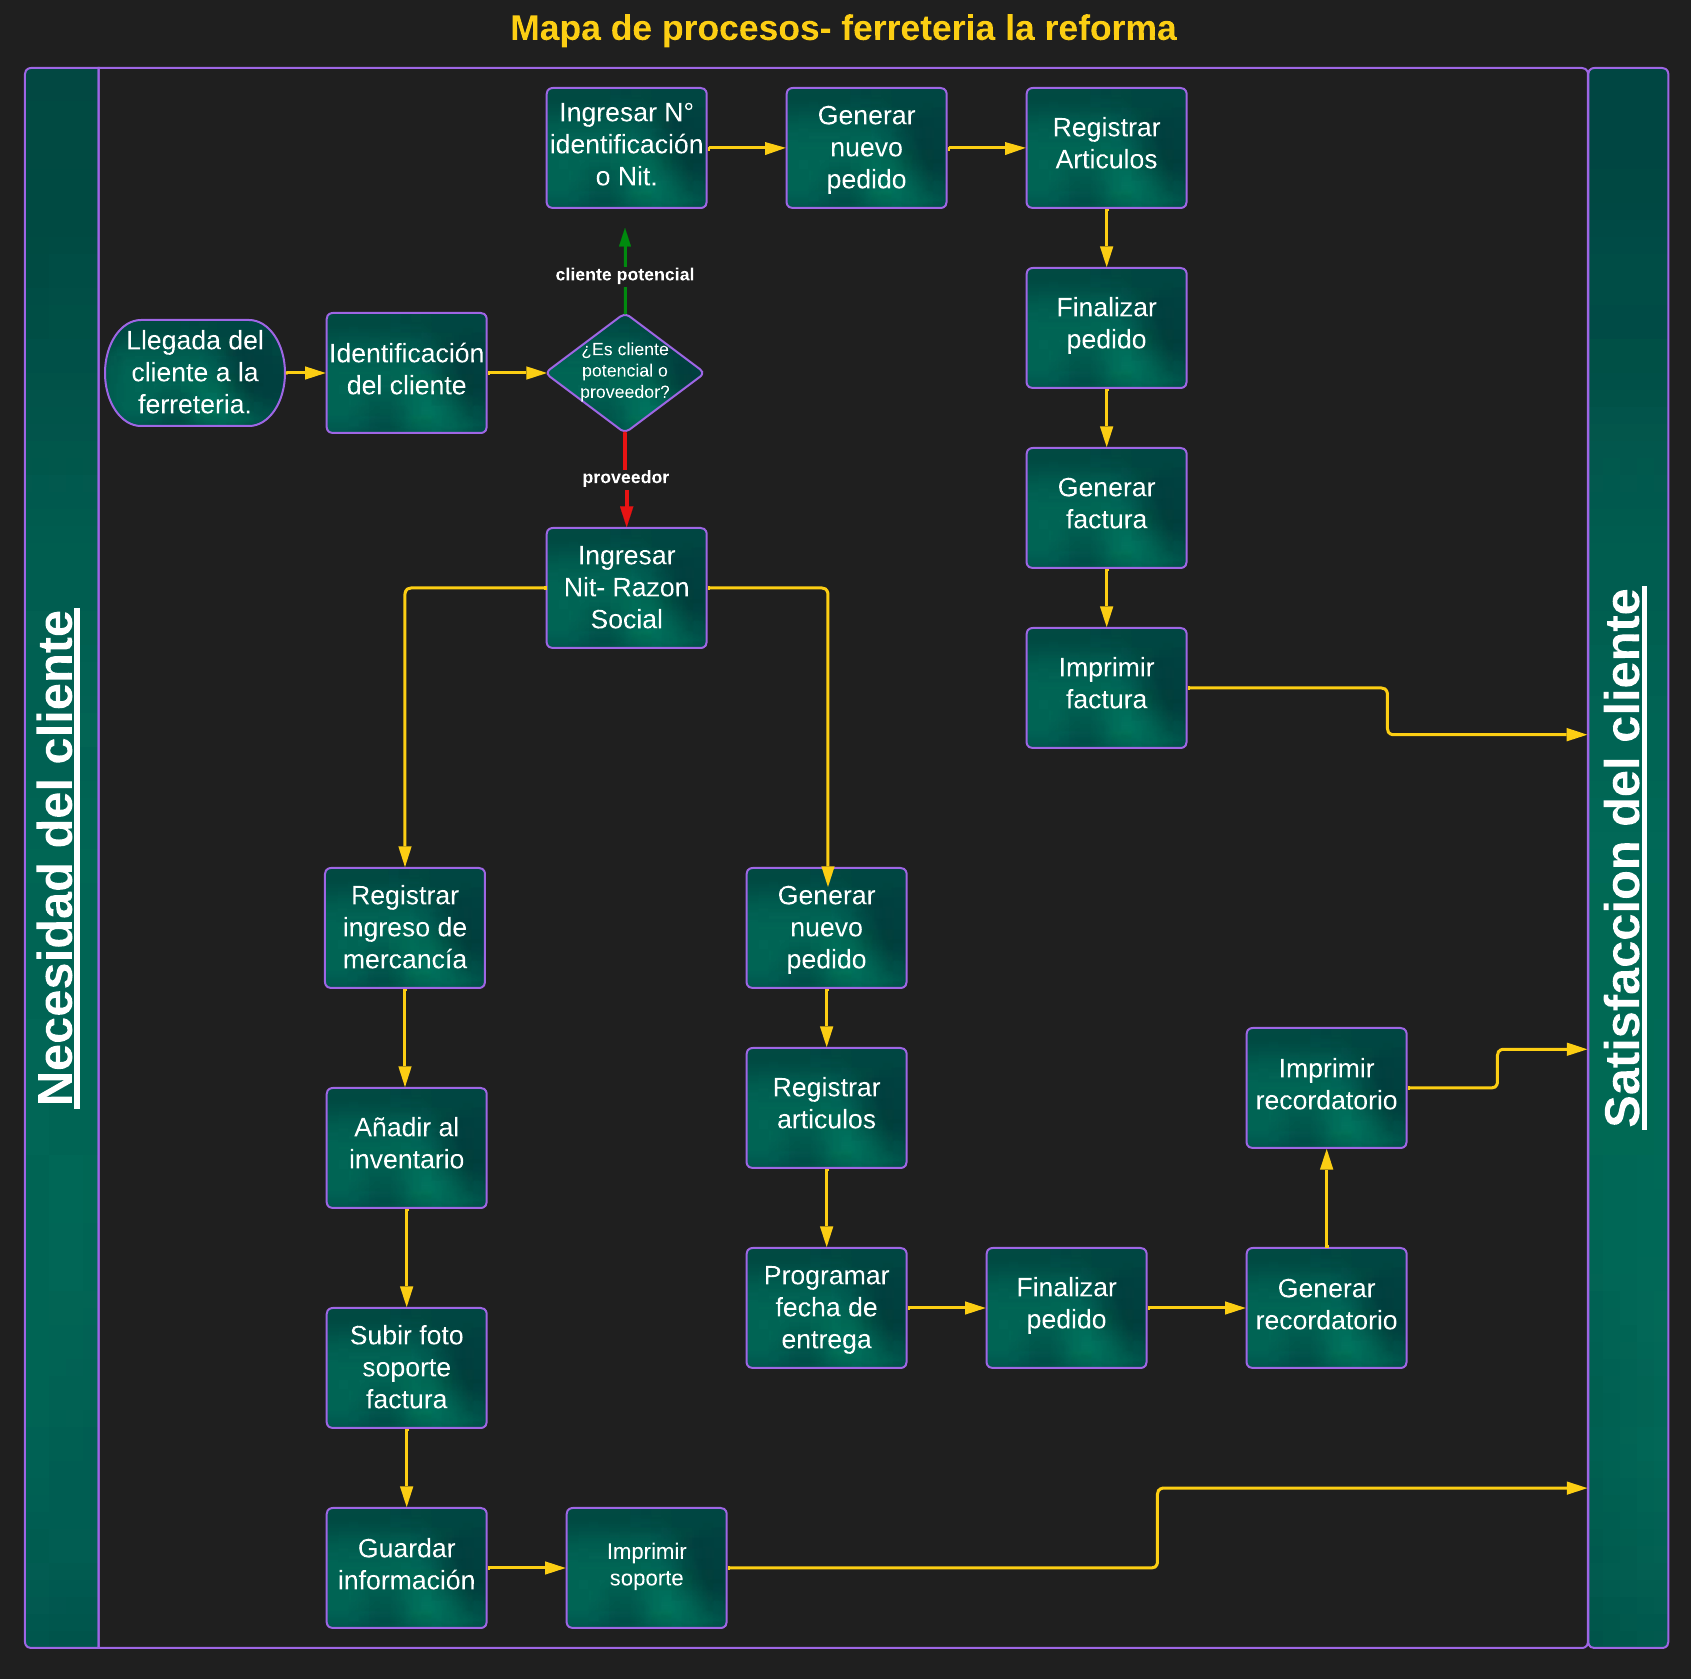 Mapa de procesos- ferreteria la reforma
Necesidad del cliente
Llegada del
cliente a la
ferreteria.
Identificación
del cliente
¿Es cliente
potencial o
proveedor?
cliente potencial
Ingresar N°
identificación
o Nit.
Generar
nuevo
pedido
Registrar
Articulos
Finalizar
pedido
Generar
factura
Imprimir
factura
proveedor
Ingresar
Nit- Razon
Social
Registrar
ingreso de
mercancía
Añadir al
inventario
Subir foto
soporte
factura
Guardar
información
Imprimir
soporte
Generar
nuevo
pedido
Registrar
articulos
Programar
fecha de
entrega
Finalizar
pedido
Generar
recordatorio
Imprimir
recordatorio
Satisfaccion del cliente